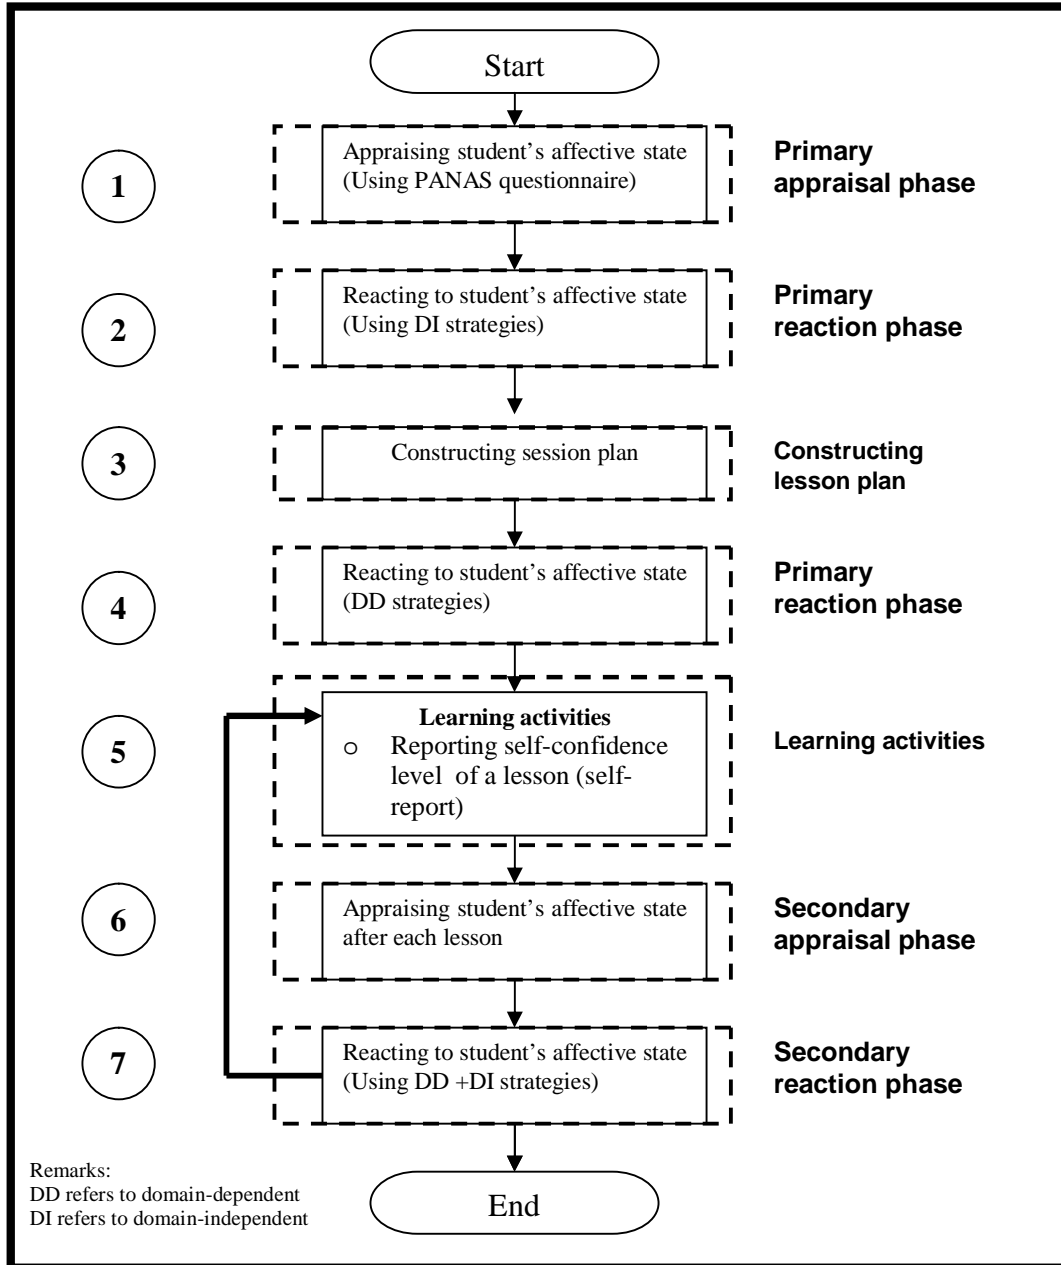 Start
1
Appraising student's affective state
(Using PANAS questionnaire)
Primary
appraisal phase
2
Reacting to student's affective state
(Using DI strategies)
Primary
reaction phase
3
Constructing session plan
Constructing
lesson plan
4
Reacting to student's affective state
(DD strategies)
Primary
reaction phase
5
Learning activities
o Reporting self-confidence
level of a lesson (self-
report)
Learning activities
6
Appraising student's affective state
after each lesson
Secondary
appraisal phase
7
Reacting to student's affective state
(Using DD +DI strategies)
Secondary
reaction phase
End
Remarks:
DD refers to domain-dependent
DI refers to domain-independent